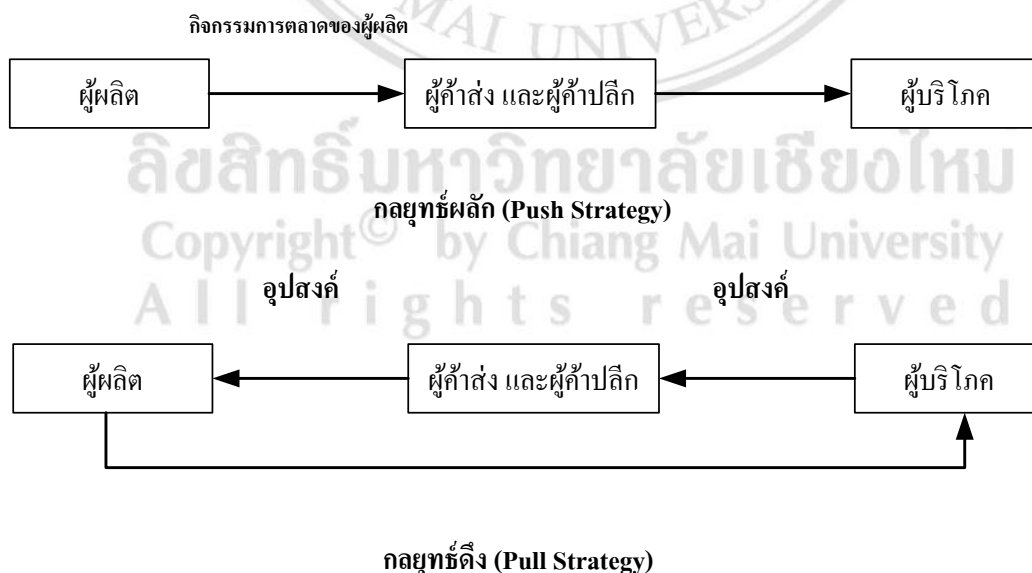 MAI UNIVERS
กิจกรรมการตลาดของผู้ผลิต
ผู้ผลิต ผู้ค้าส่ง และผู้ค้าปลีก ผู้บริโภค
ลิขสิทธิ์มหาวิทยาลัยเชียงใหม่
กลยุทธ์ผลัก (Push Strategy)
Copyright© by Chiang Mai University
อุปสงค์ อุปสงค์
All rights reserved
ผู้ผลิต ผู้ค้าส่ง และผู้ค้าปลีก ผู้บริโภค
กลยุทธ์ดึง (Pull Strategy)